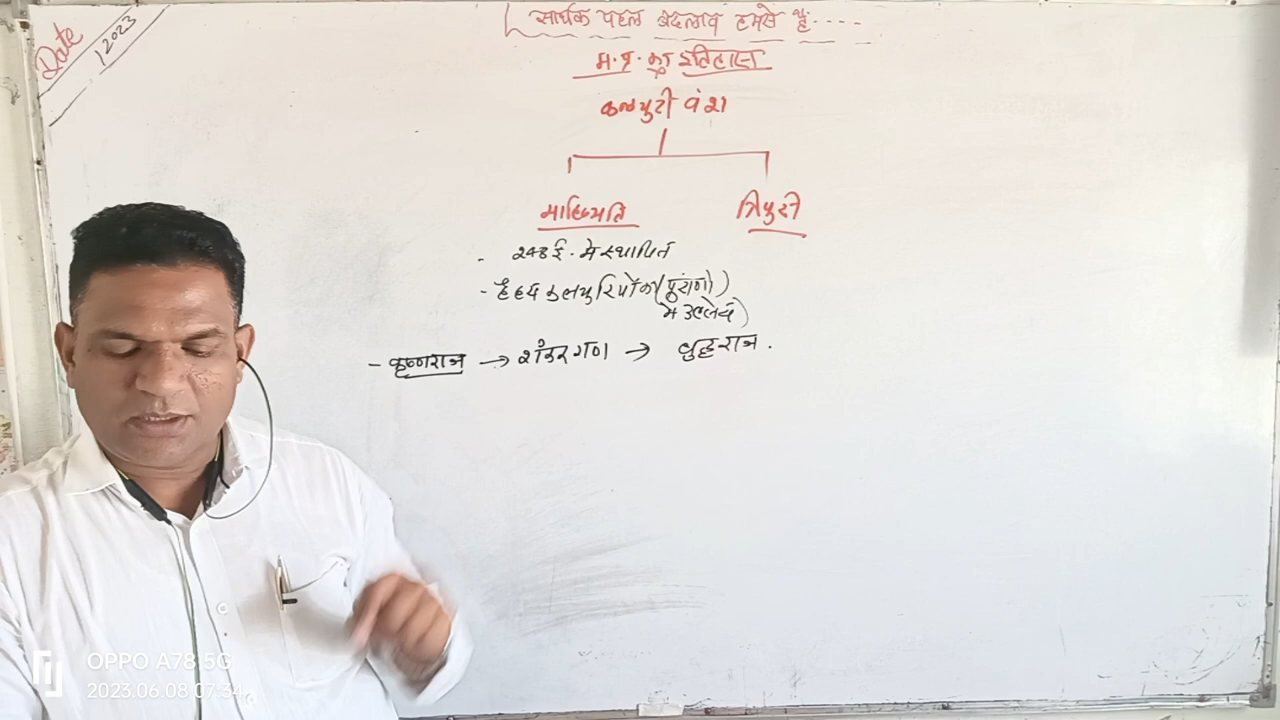 Date
/2023
सार्थक पहल बदलाव हमसे है.....
म.प्र. का इतिहास
कलचुरी वंश
माहिष्मति
त्रिपुरी
. 248 ई. मे स्थापित
- हैहय कलचुरियों का (पुराणों)
मे उल्लेख)
- कृष्णराज → शंकरगण → बुद्धराज.
OPPO A78 5G
2023.06.08 07:34